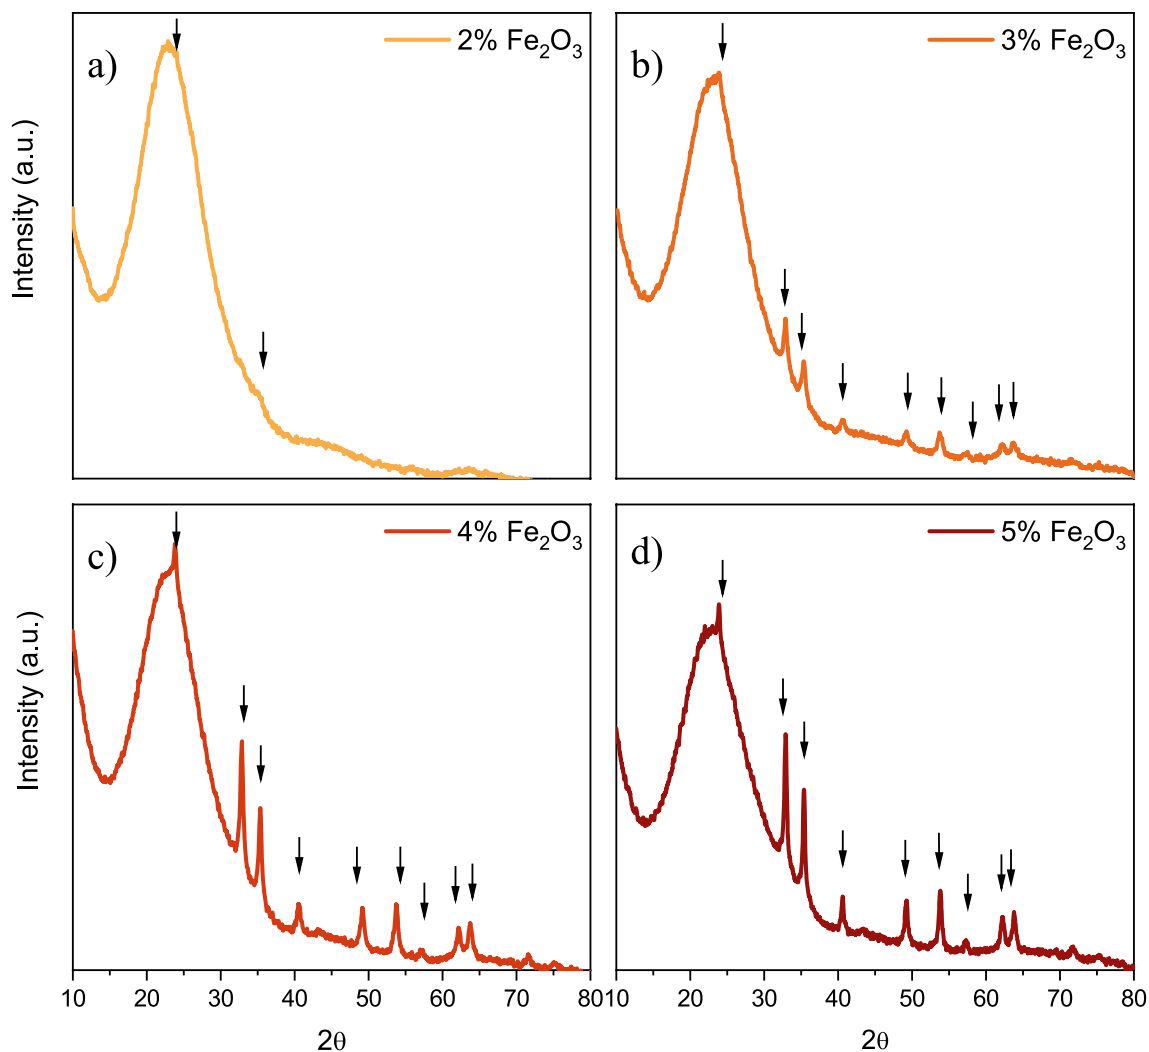 a)
2% Fe₂O₃
b)
3% Fe₂O₃
Intensity (a.u.)
c)
4% Fe₂O₃
d)
5% Fe₂O₃
Intensity (a.u.)
10 20 30 40 50 60 70 80
10 20 30 40 50 60 70 80
2θ
2θ